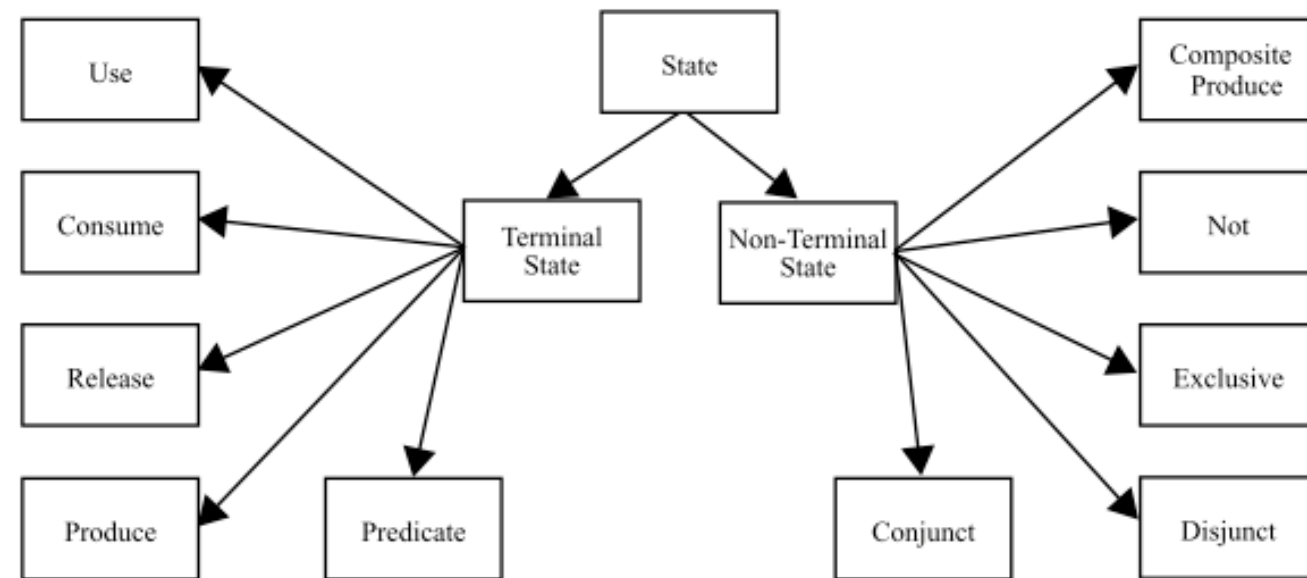 State
Use
Composite
Produce
Consume
Terminal
State
Non-Terminal
State
Not
Release
Exclusive
Produce
Predicate
Conjunct
Disjunct